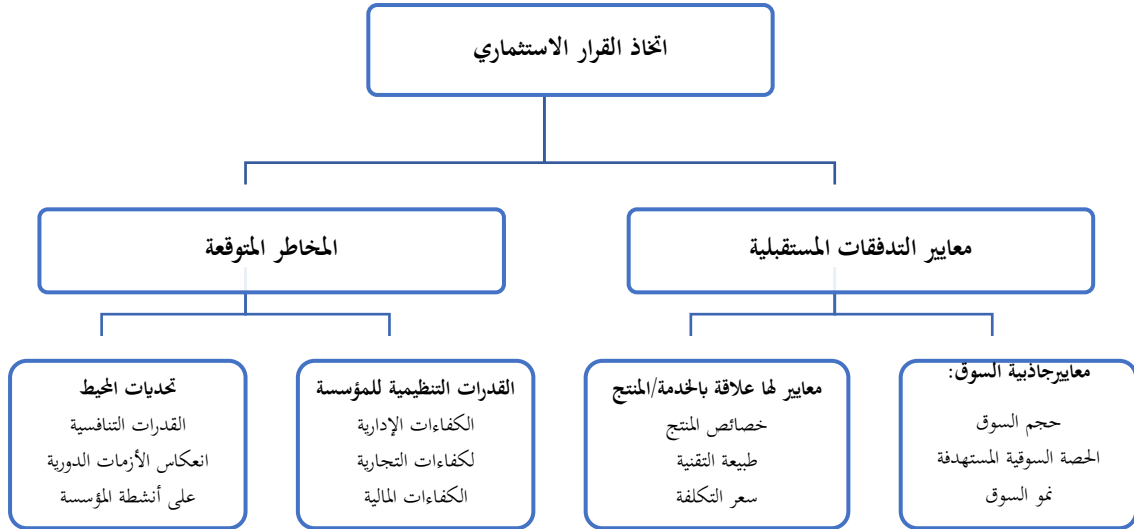 اتخاذ القرار الاستثماري
معايير التدفقات المستقبلية
المخاطر المتوقعة
معاييرجاذبية السوق:
حجم السوق
الحصة السوقية المستهدفة
نمو السوق
معايير لها علاقة بالخدمة/المنتج
خصائص المنتج
طبيعة التقنية
سعر التكلفة
القدرات التنظيمية للمؤسسة
الكفاءات الإدارية
لكفاءات التجارية
الكفاءات المالية
تحديات المحيط
القدرات التنافسية
انعكاس الأزمات الدورية
على أنشطة المؤسسة